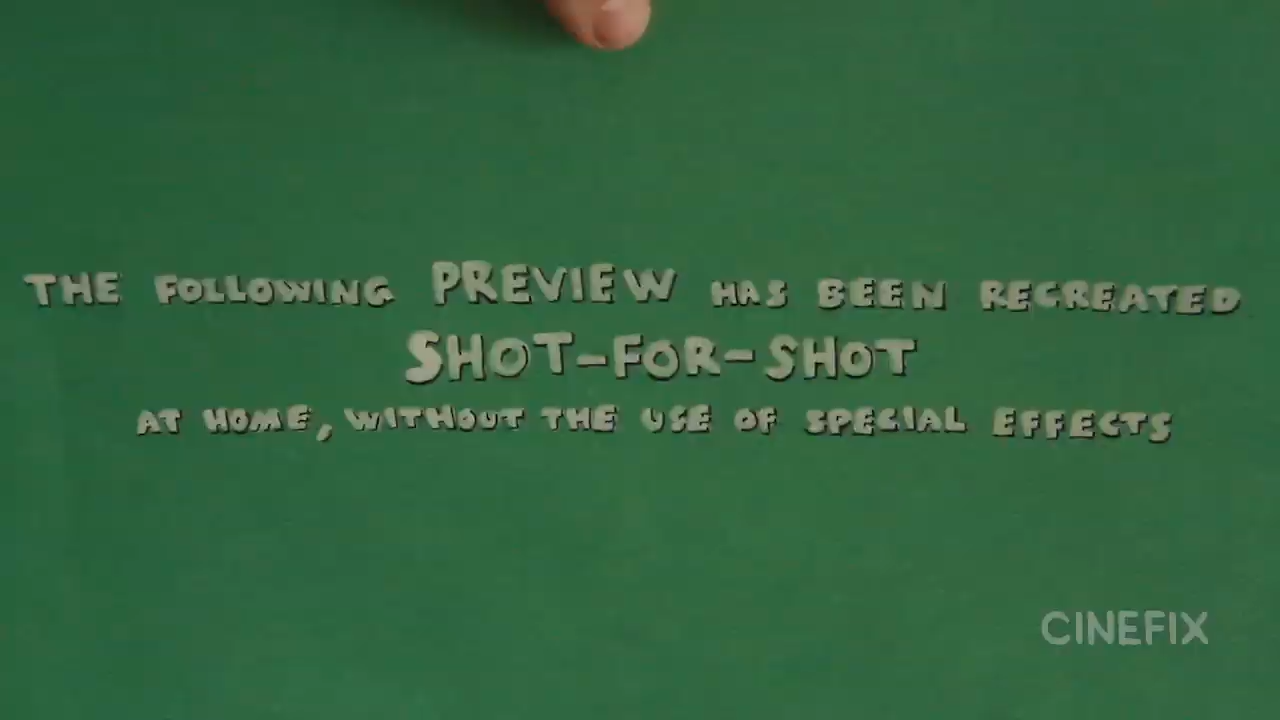 THE FOLLOWING PREVIEW HAS BEEN RECREATED
SHOT-FOR-SHOT
AT HOME, WITHOUT THE USE OF SPECIAL EFFECTS
CINEFIX